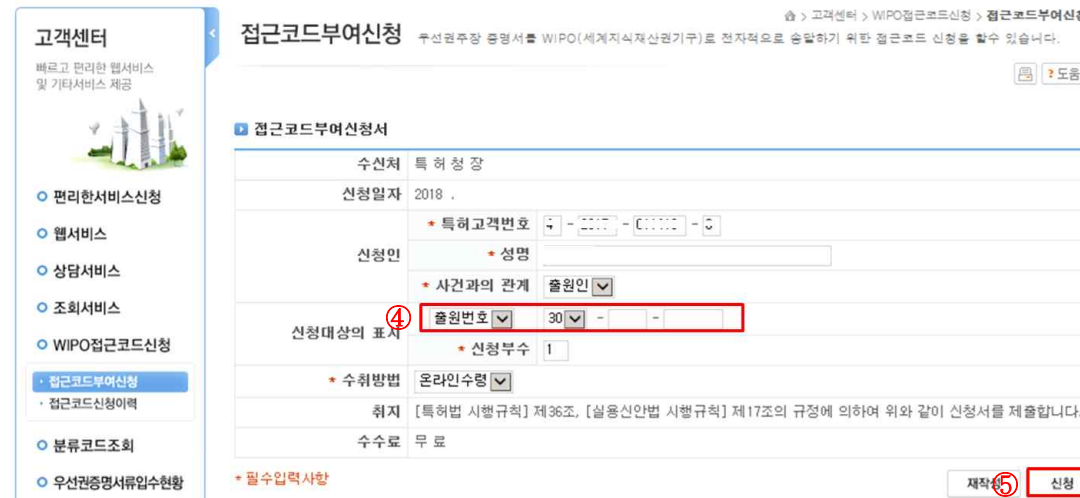 고객센터 > WIPO접근코드신청 > 접근코드부여신청
고객센터
빠르고 편리한 웹서비스
및 기타서비스 제공
편리한서비스신청
웹서비스
상담서비스
조회서비스
WIPO접근코드신청
접근코드부여신청
접근코드신청이력
분류코드조회
우선권증명서류입수현황
접근코드부여신청 우선권주장 증명서를 WIPO(세계지식재산권기구)로 전자적으로 송달하기 위한 접근코드 신청을 할수 있습니다.
? 도움
접근코드부여신청서
수신처 특 허 청 장
신청일자 2018 .
신청인
* 특허고객번호 4 - - -
* 성명
* 사건과의 관계 출원인
신청대상의 표시
④ 출원번호 30 - -
* 신청부수 1
* 수취방법 온라인수령
취지 [특허법 시행규칙] 제36조, [실용신안법 시행규칙] 제17조의 규정에 의하여 위와 같이 신청서를 제출합니다.
수수료 무 료
* 필수입력사항
재작성 ⑤ 신청